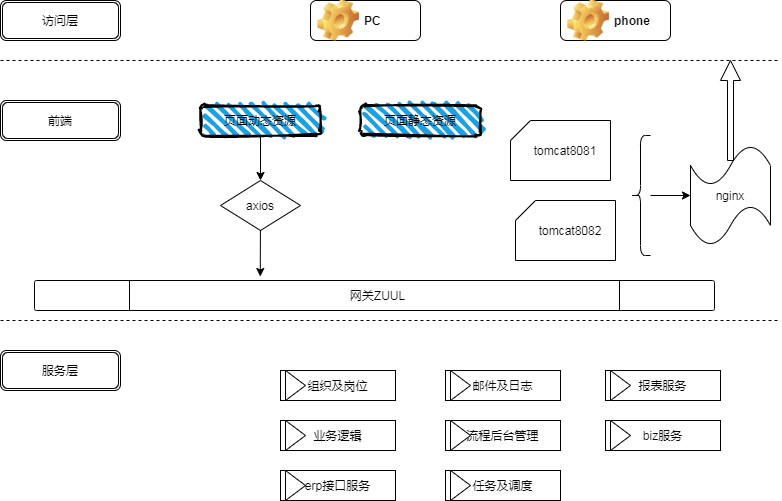 访问层
PC
phone
前端
页面动态资源
页面静态资源
tomcat8081
axios
nginx
tomcat8082
网关ZUUL
服务层
组织及岗位
邮件及日志
报表服务
业务逻辑
流程后台管理
biz服务
erp接口服务
任务及调度